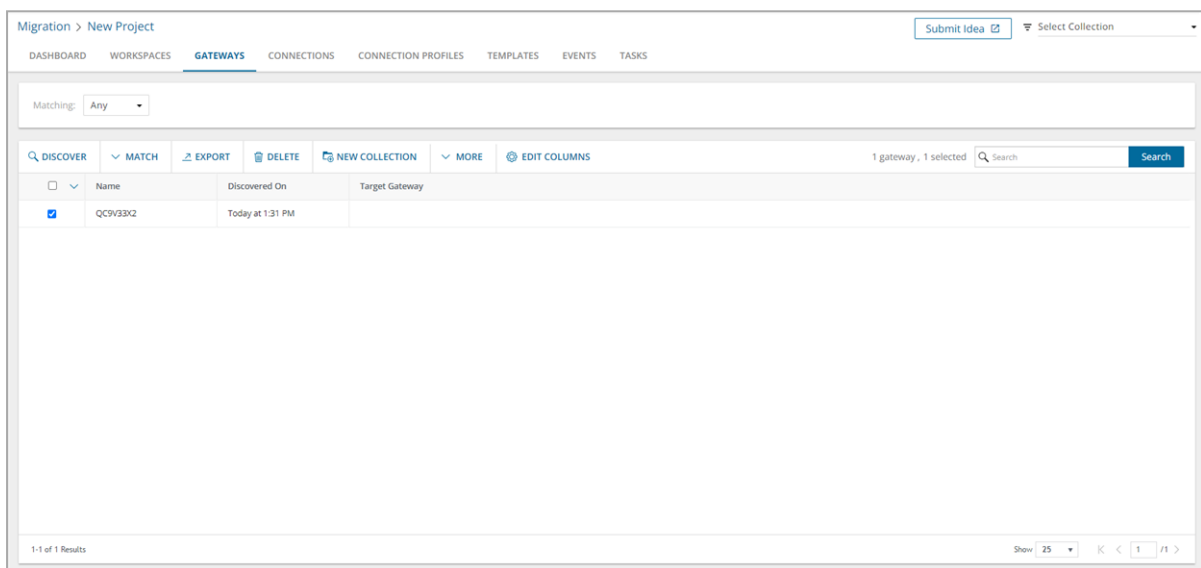 Migration > New Project
Submit Idea
Select Collection
DASHBOARD WORKSPACES GATEWAYS CONNECTIONS CONNECTION PROFILES TEMPLATES EVENTS TASKS
Matching: Any
DISCOVER MATCH EXPORT DELETE NEW COLLECTION MORE EDIT COLUMNS 1 gateway , 1 selected Search Search
Name Discovered On Target Gateway
QC9V33X2 Today at 1:31 PM
1-1 of 1 Results Show 25 1 /1